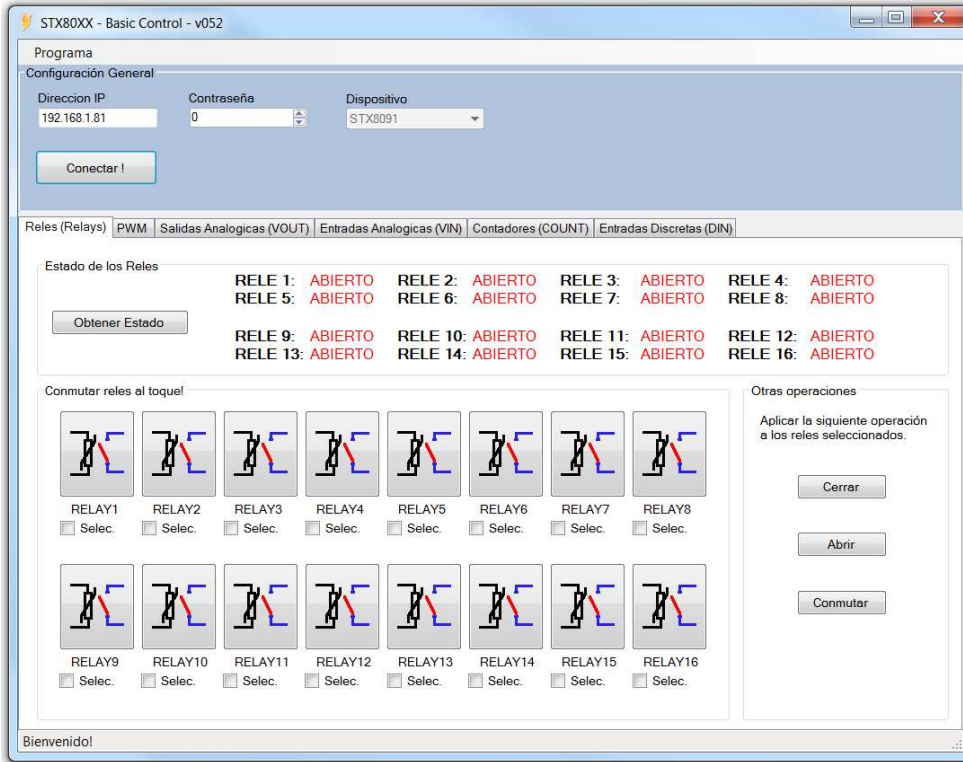 STX80XX - Basic Control - v052
Programa
Configuración General
Direccion IP Contraseña Dispositivo
192.168.1.81 0 STX8091
Conectar !
Reles (Relays) PWM Salidas Analogicas (VOUT) Entradas Analogicas (VIN) Contadores (COUNT) Entradas Discretas (DIN)
Estado de los Reles
RELE 1: ABIERTO RELE 2: ABIERTO RELE 3: ABIERTO RELE 4: ABIERTO
RELE 5: ABIERTO RELE 6: ABIERTO RELE 7: ABIERTO RELE 8: ABIERTO
Obtener Estado
RELE 9: ABIERTO RELE 10: ABIERTO RELE 11: ABIERTO RELE 12: ABIERTO
RELE 13: ABIERTO RELE 14: ABIERTO RELE 15: ABIERTO RELE 16: ABIERTO
Conmutar reles al toque!
RELAY1 RELAY2 RELAY3 RELAY4 RELAY5 RELAY6 RELAY7 RELAY8
Selec. Selec. Selec. Selec. Selec. Selec. Selec. Selec.
RELAY9 RELAY10 RELAY11 RELAY12 RELAY13 RELAY14 RELAY15 RELAY16
Selec. Selec. Selec. Selec. Selec. Selec. Selec. Selec.
Otras operaciones
Aplicar la siguiente operación
a los reles seleccionados.
Cerrar
Abrir
Conmutar
Bienvenido!